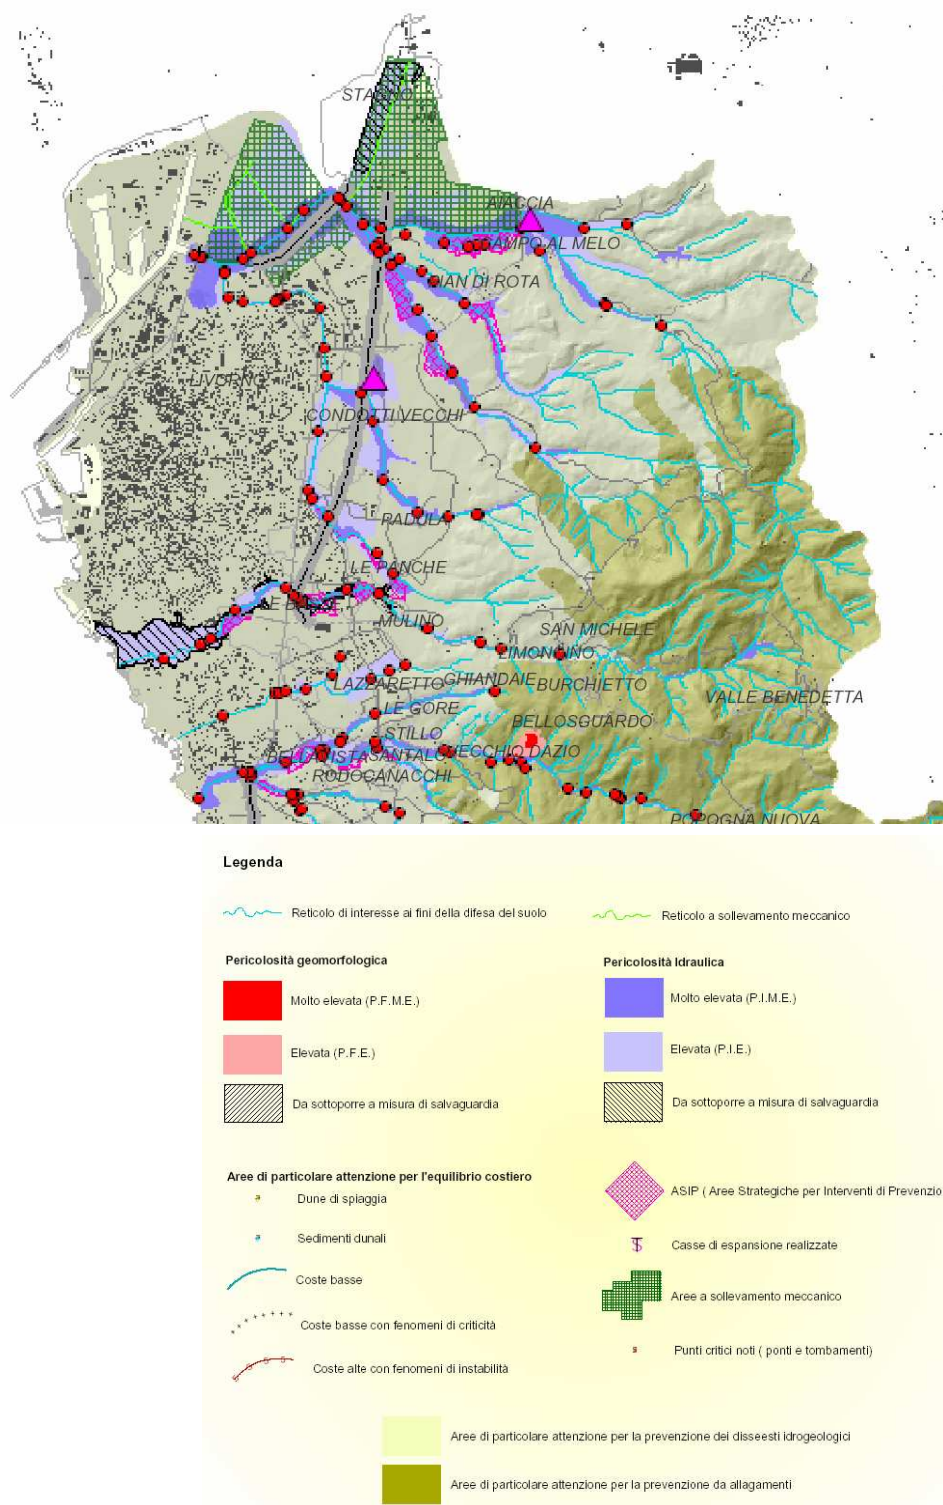 STAGNO
AIACCIA
CAMPO AL MELO
PIAN DI ROTA
LIVORNO
CONDOTTI VECCHI
PADULA
LE PANCHE
MULINO
SAN MICHELE
LIMONCINO
LAZZARETTO
GHIANDAIE
BURCHIETTO
VALLE BENEDETTA
LE GORE
BELLOSGUARDO
STILLO
BELLAVISTA
VECCHIO DAZIO
RODOCANACCHI
POPOGNA NUOVA
Legenda
Reticolo di interesse ai fini della difesa del suolo
Reticolo a sollevamento meccanico
Pericolosità geomorfologica
Pericolosità Idraulica
Molto elevata (P.F.M.E.)
Molto elevata (P.I.M.E.)
Elevata (P.F.E.)
Elevata (P.I.E.)
Da sottoporre a misura di salvaguardia
Da sottoporre a misura di salvaguardia
Aree di particolare attenzione per l'equilibrio costiero
ASIP ( Aree Strategiche per Interventi di Prevenzio
Dune di spiaggia
Sedimenti dunali
Casse di espansione realizzate
Coste basse
Aree a sollevamento meccanico
Coste basse con fenomeni di criticità
Punti critici noti ( ponti e tombamenti)
Coste alte con fenomeni di instabilità
Aree di particolare attenzione per la prevenzione dei disseesti idrogeologici
Aree di particolare attenzione per la prevenzione da allagamenti